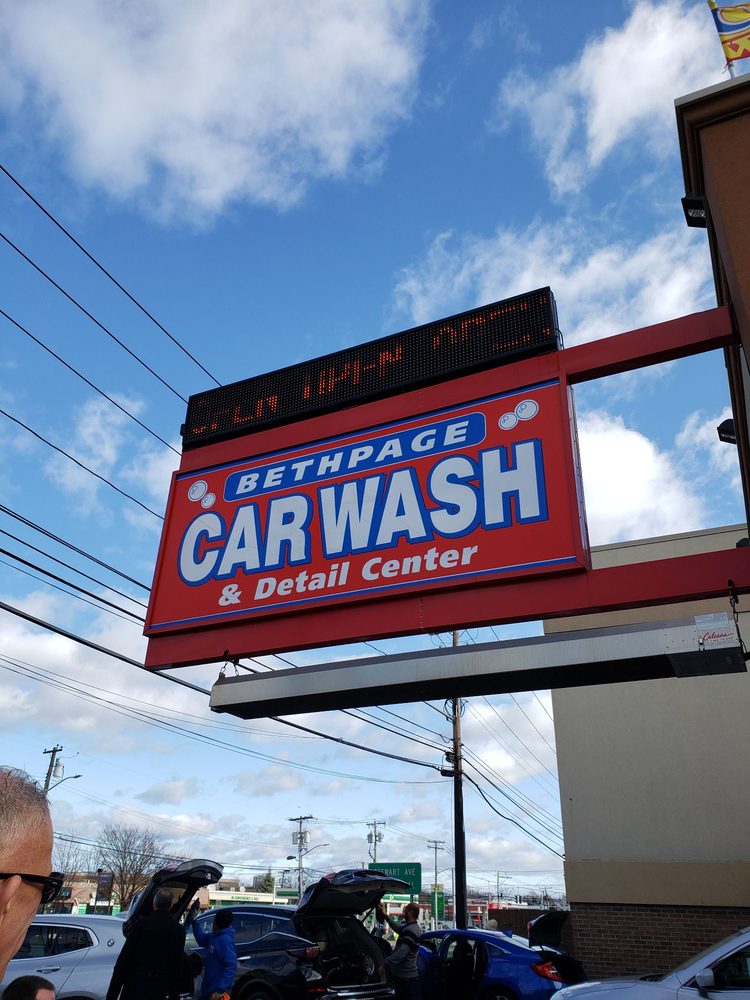 BETHPAGE
CAR WASH
& Detail Center
STEWART AVE